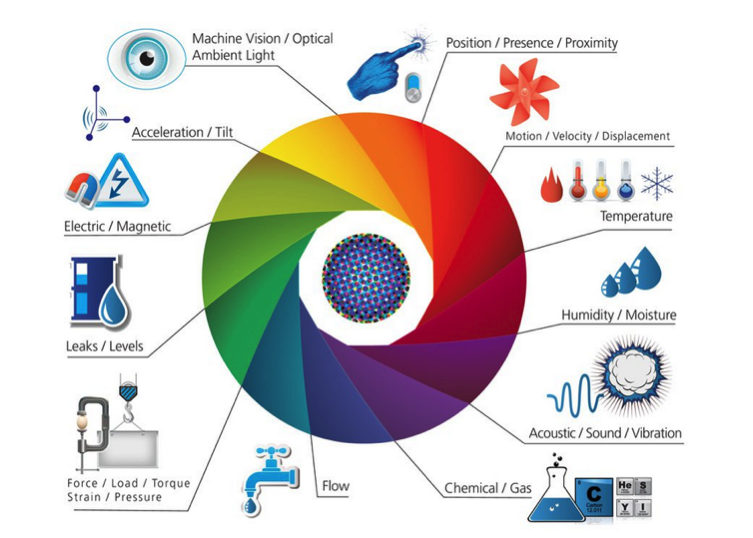 Machine Vision / Optical
Ambient Light
Position / Presence / Proximity
Acceleration / Tilt
Motion / Velocity / Displacement
Electric / Magnetic
Temperature
Humidity / Moisture
Leaks / Levels
Acoustic / Sound / Vibration
Force / Load / Torque
Strain / Pressure
Flow
Chemical / Gas
C
Carbon
He
S
Y
I